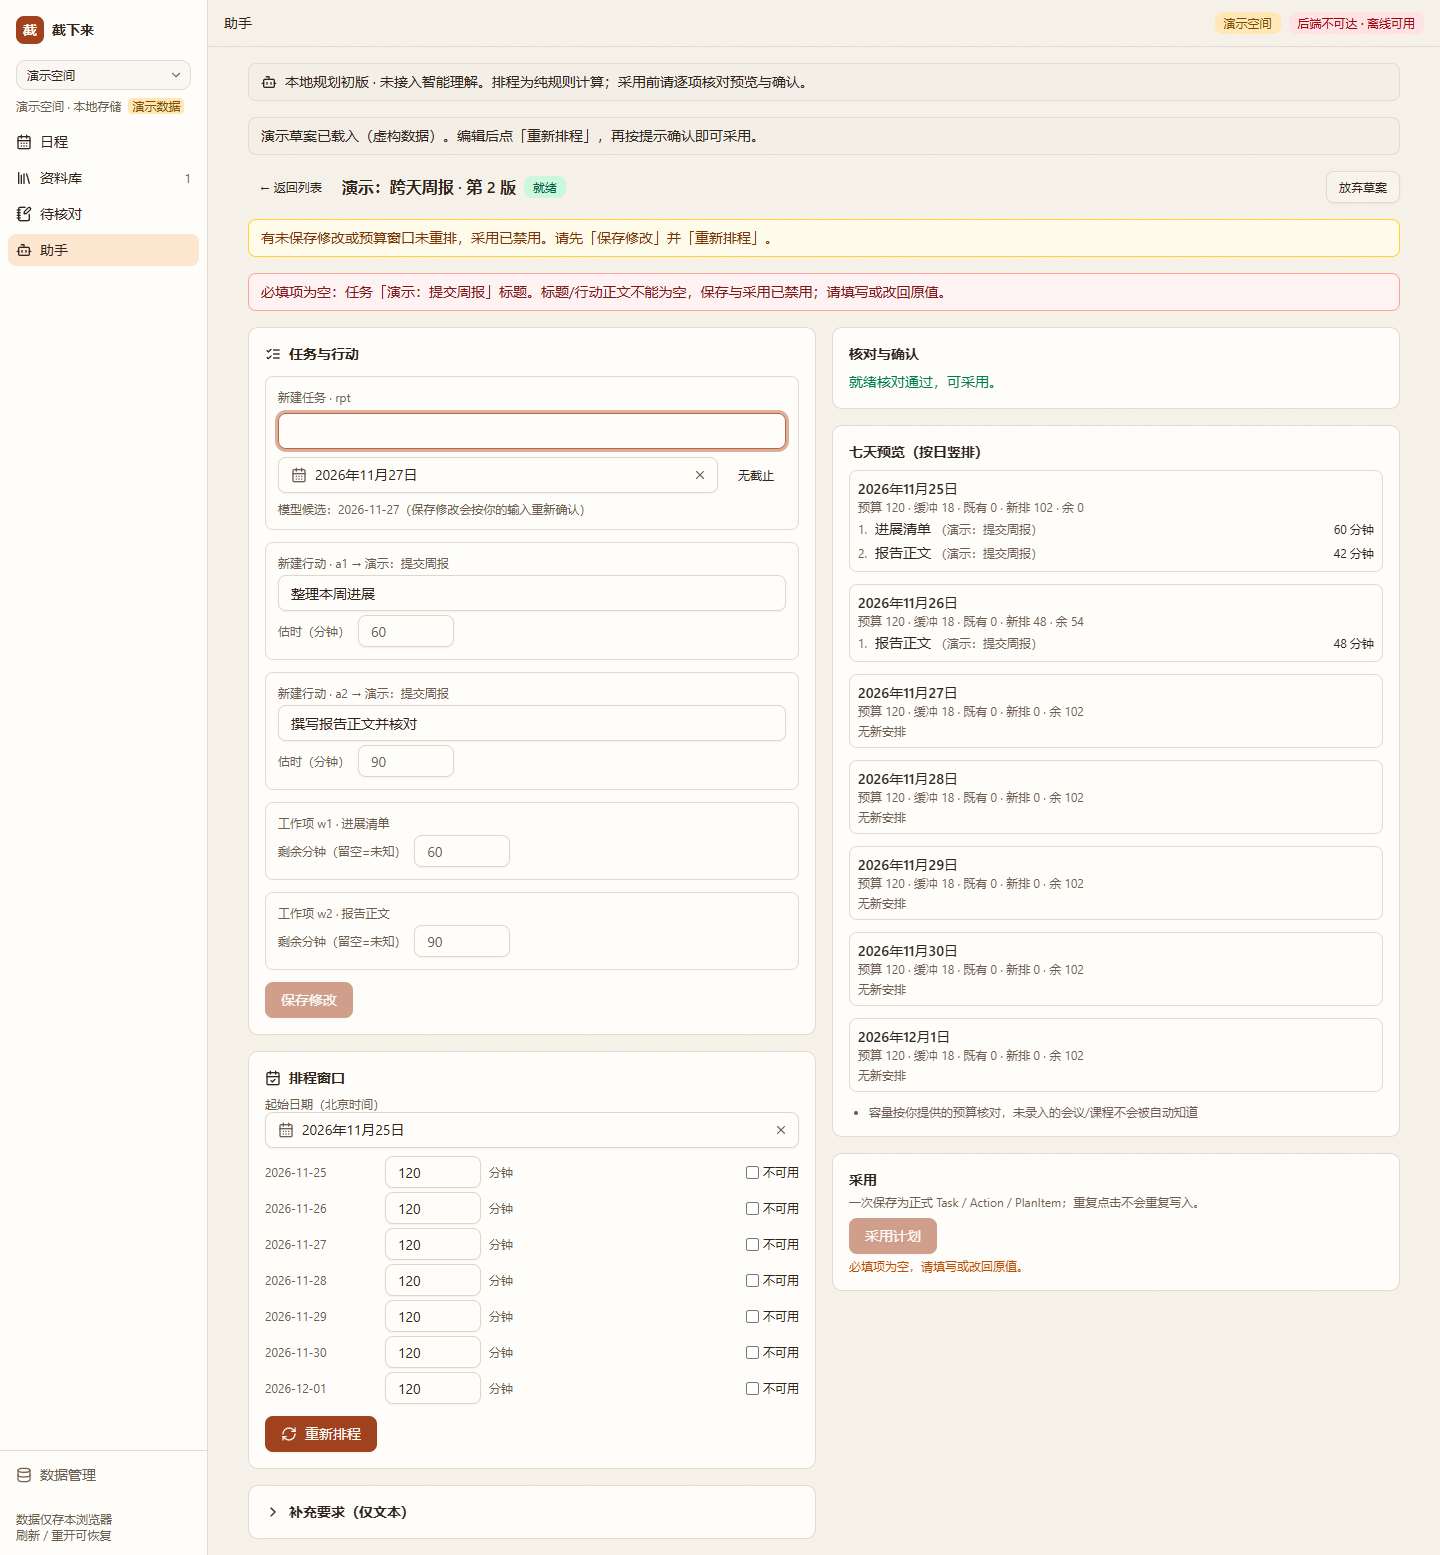 截 截下来
演示空间
演示空间 · 本地存储 演示数据
日程
资料库 1
待核对
助手
数据管理
数据仅存本浏览器
刷新 / 重开可恢复
助手
演示空间 后端不可达 · 离线可用
本地规划初版 · 未接入智能理解。排程为纯规则计算；采用前请逐项核对预览与确认。
演示草案已载入（虚构数据）。编辑后点「重新排程」，再按提示确认即可采用。
← 返回列表 演示：跨天周报 · 第 2 版 就绪 放弃草案
有未保存修改或预算窗口未重排，采用已禁用。请先「保存修改」并「重新排程」。
必填项为空：任务「演示：提交周报」标题。标题/行动正文不能为空，保存与采用已禁用；请填写或改回原值。
任务与行动
新建任务 · rpt
2026年11月27日 × 无截止
模型候选：2026-11-27（保存修改会按你的输入重新确认）
新建行动 · a1 → 演示：提交周报
整理本周进展
估时（分钟） 60
新建行动 · a2 → 演示：提交周报
撰写报告正文并核对
估时（分钟） 90
工作项 w1 · 进展清单
剩余分钟（留空=未知） 60
工作项 w2 · 报告正文
剩余分钟（留空=未知） 90
保存修改
排程窗口
起始日期（北京时间）
2026年11月25日 ×
2026-11-25 120 分钟 不可用
2026-11-26 120 分钟 不可用
2026-11-27 120 分钟 不可用
2026-11-28 120 分钟 不可用
2026-11-29 120 分钟 不可用
2026-11-30 120 分钟 不可用
2026-12-01 120 分钟 不可用
重新排程
补充要求（仅文本）
核对与确认
就绪核对通过，可采用。
七天预览（按日竖排）
2026年11月25日
预算 120 · 缓冲 18 · 既有 0 · 新排 102 · 余 0
1. 进展清单 （演示：提交周报） 60 分钟
2. 报告正文 （演示：提交周报） 42 分钟
2026年11月26日
预算 120 · 缓冲 18 · 既有 0 · 新排 48 · 余 54
1. 报告正文 （演示：提交周报） 48 分钟
2026年11月27日
预算 120 · 缓冲 18 · 既有 0 · 新排 0 · 余 102
无新安排
2026年11月28日
预算 120 · 缓冲 18 · 既有 0 · 新排 0 · 余 102
无新安排
2026年11月29日
预算 120 · 缓冲 18 · 既有 0 · 新排 0 · 余 102
无新安排
2026年11月30日
预算 120 · 缓冲 18 · 既有 0 · 新排 0 · 余 102
无新安排
2026年12月1日
预算 120 · 缓冲 18 · 既有 0 · 新排 0 · 余 102
无新安排
• 容量按你提供的预算核对，未录入的会议/课程不会被自动知道
采用
一次保存为正式 Task / Action / PlanItem；重复点击不会重复写入。
采用计划
必填项为空，请填写或改回原值。